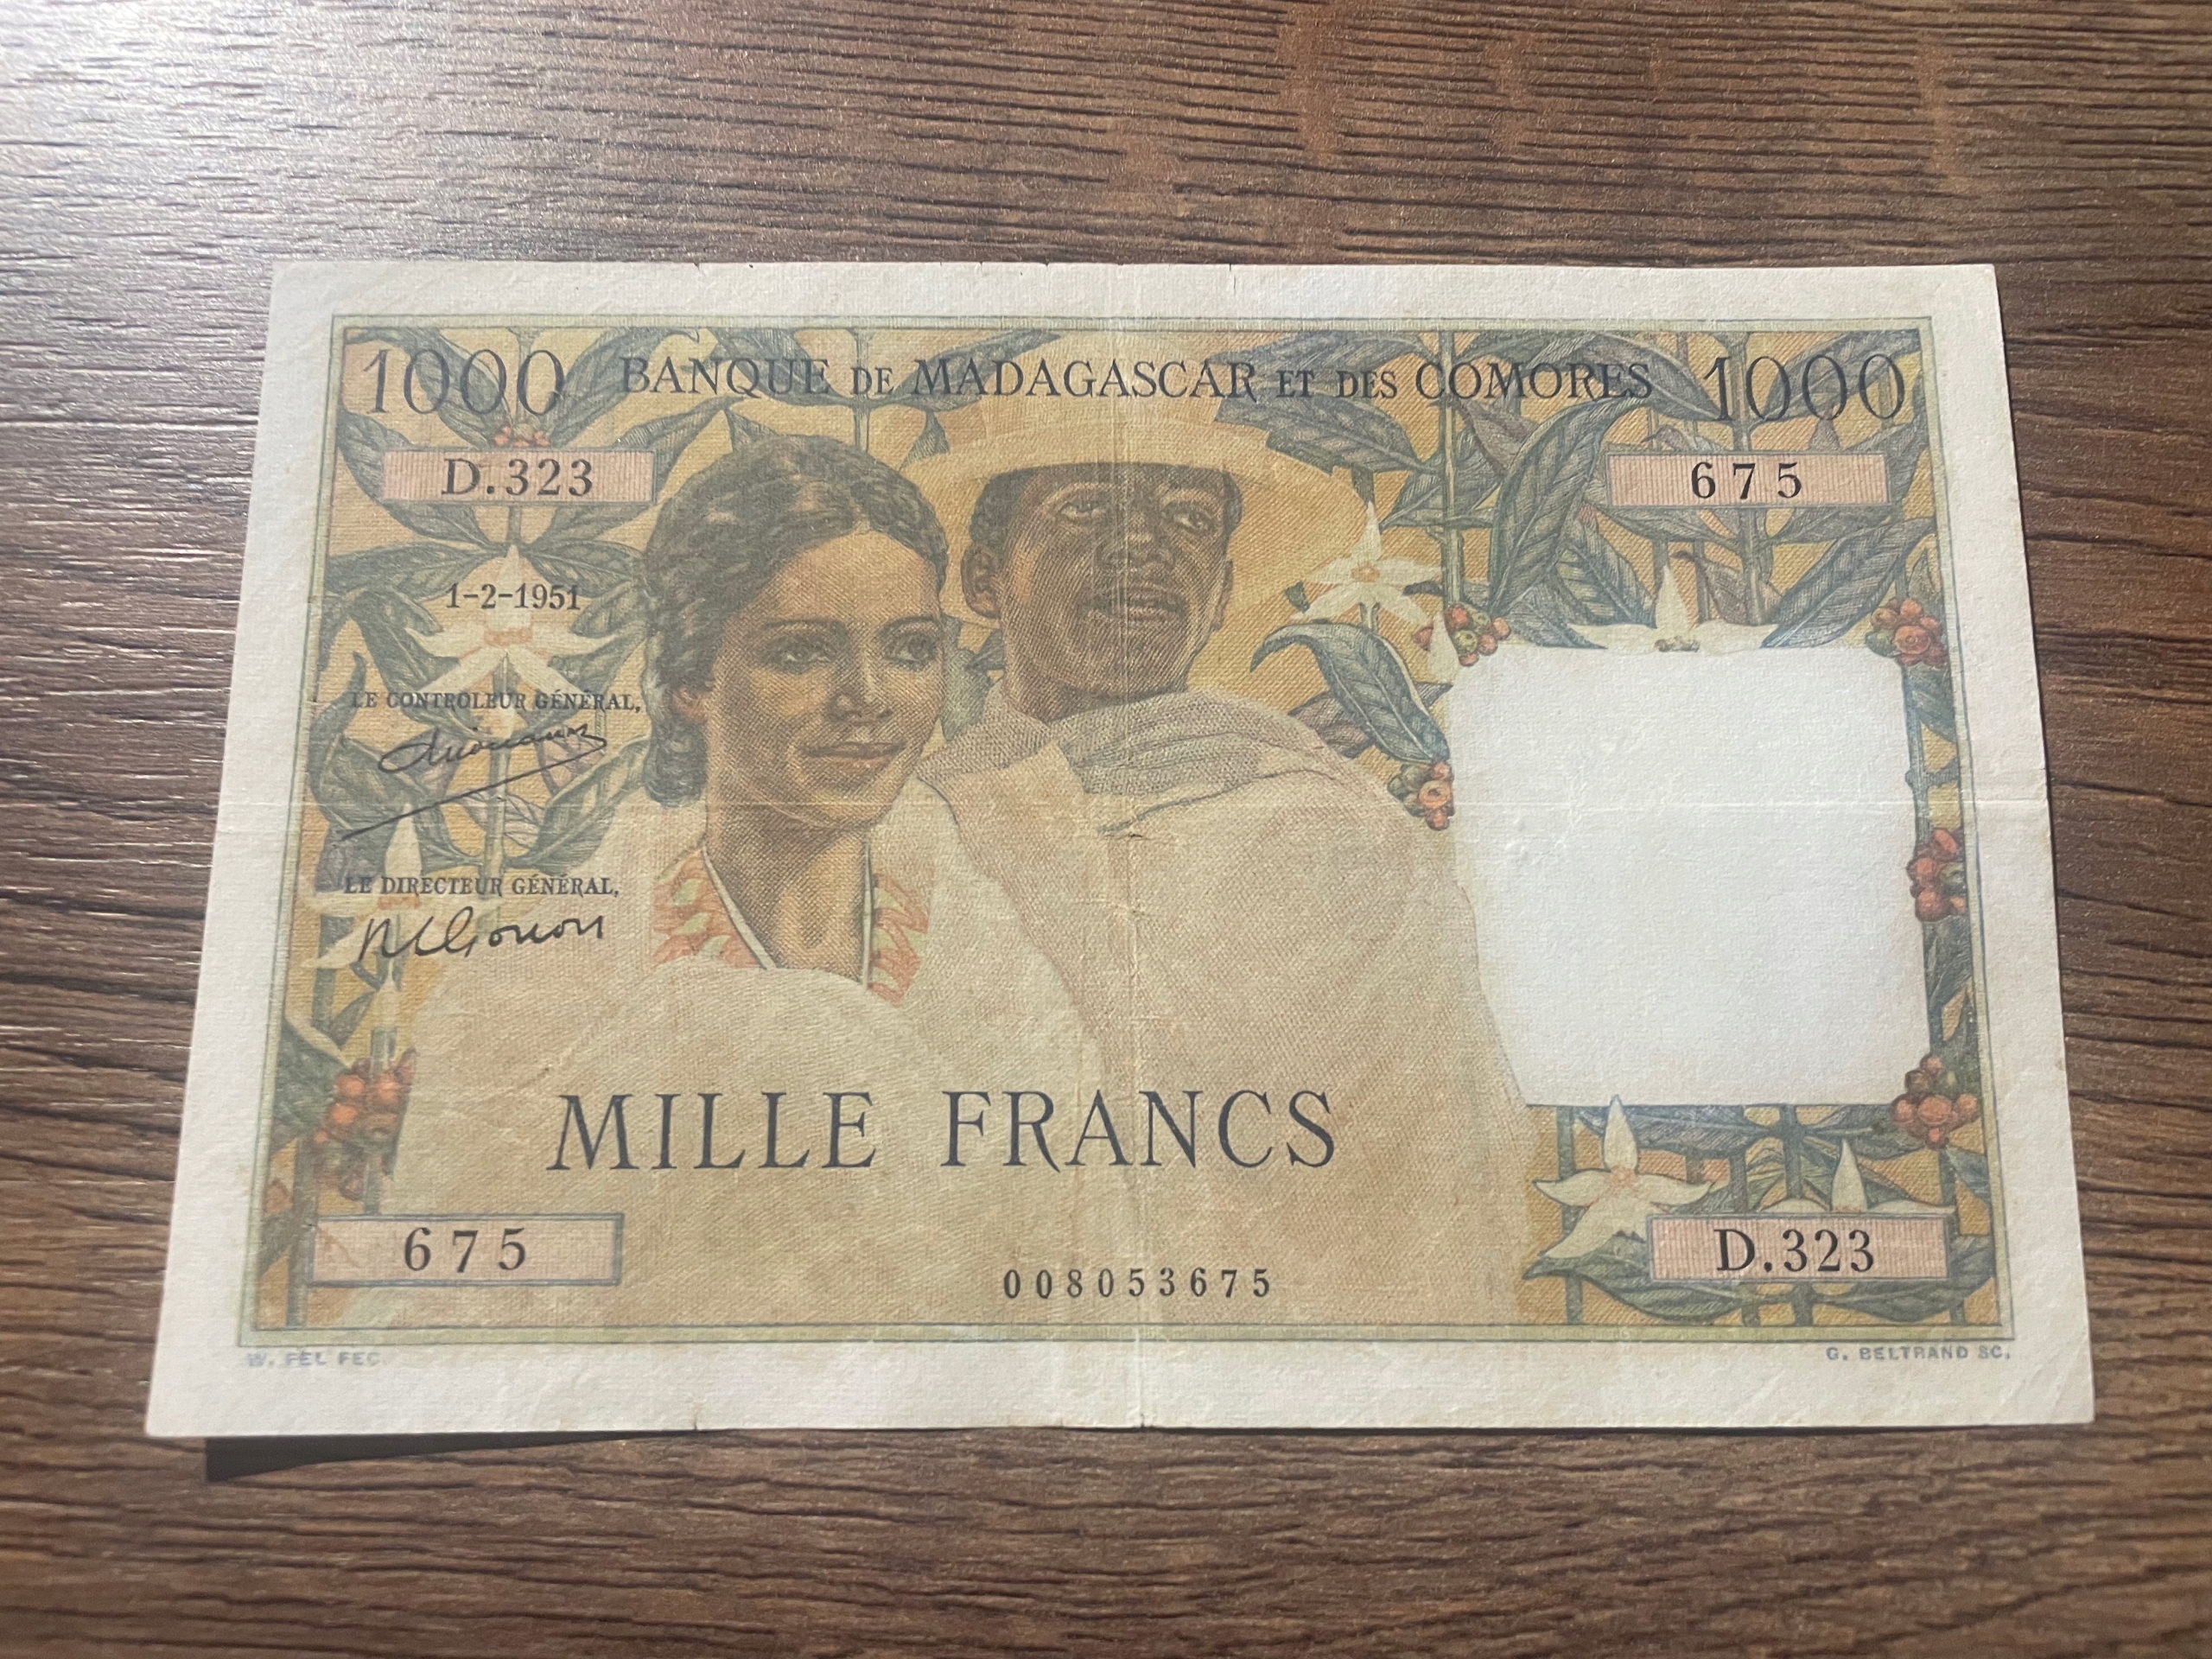 1000 BANQUE DE MADAGASCAR ET DES COMORES 1000
D.323
675
1-2-1951
LE CONTROLEUR GÉNÉRAL,
LE DIRECTEUR GÉNÉRAL,
MILLE FRANCS
675
008053675
D.323
W. FEL FEC.
G. BELTRAND SC.